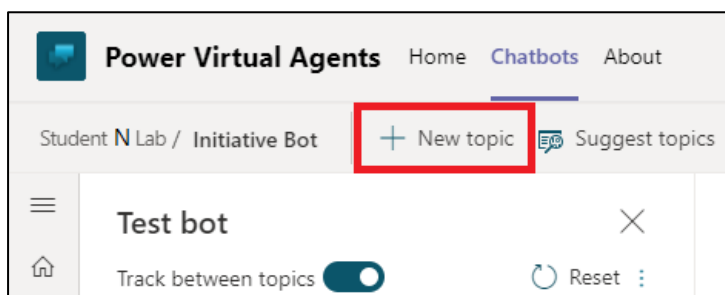 Power Virtual Agents Home Chatbots About
Student N Lab / Initiative Bot + New topic Suggest topics
Test bot
Track between topics Reset